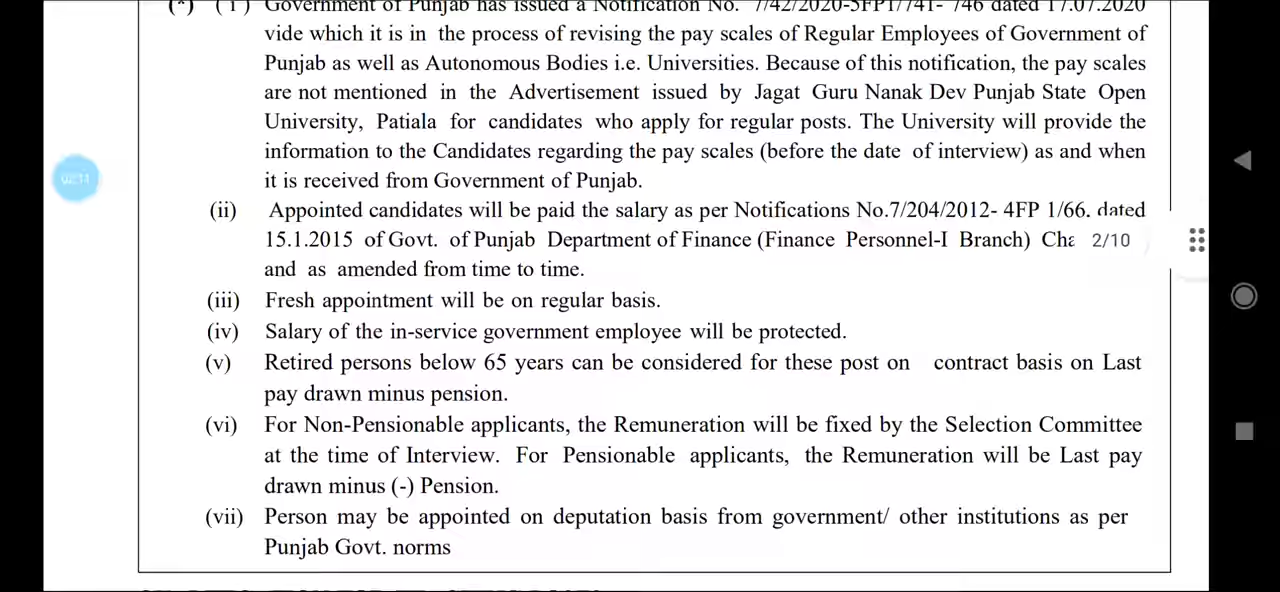 (*) (i) Government of Punjab has issued a Notification No. 7/42/2020-5FP1/741- 746 dated 17.07.2020
vide which it is in the process of revising the pay scales of Regular Employees of Government of
Punjab as well as Autonomous Bodies i.e. Universities. Because of this notification, the pay scales
are not mentioned in the Advertisement issued by Jagat Guru Nanak Dev Punjab State Open
University, Patiala for candidates who apply for regular posts. The University will provide the
information to the Candidates regarding the pay scales (before the date of interview) as and when
it is received from Government of Punjab.
(ii) Appointed candidates will be paid the salary as per Notifications No.7/204/2012- 4FP 1/66. dated
15.1.2015 of Govt. of Punjab Department of Finance (Finance Personnel-I Branch) 2/10
and as amended from time to time.
(iii) Fresh appointment will be on regular basis.
(iv) Salary of the in-service government employee will be protected.
(v) Retired persons below 65 years can be considered for these post on contract basis on Last
pay drawn minus pension.
(vi) For Non-Pensionable applicants, the Remuneration will be fixed by the Selection Committee
at the time of Interview. For Pensionable applicants, the Remuneration will be Last pay
drawn minus (-) Pension.
(vii) Person may be appointed on deputation basis from government/ other institutions as per
Punjab Govt. norms